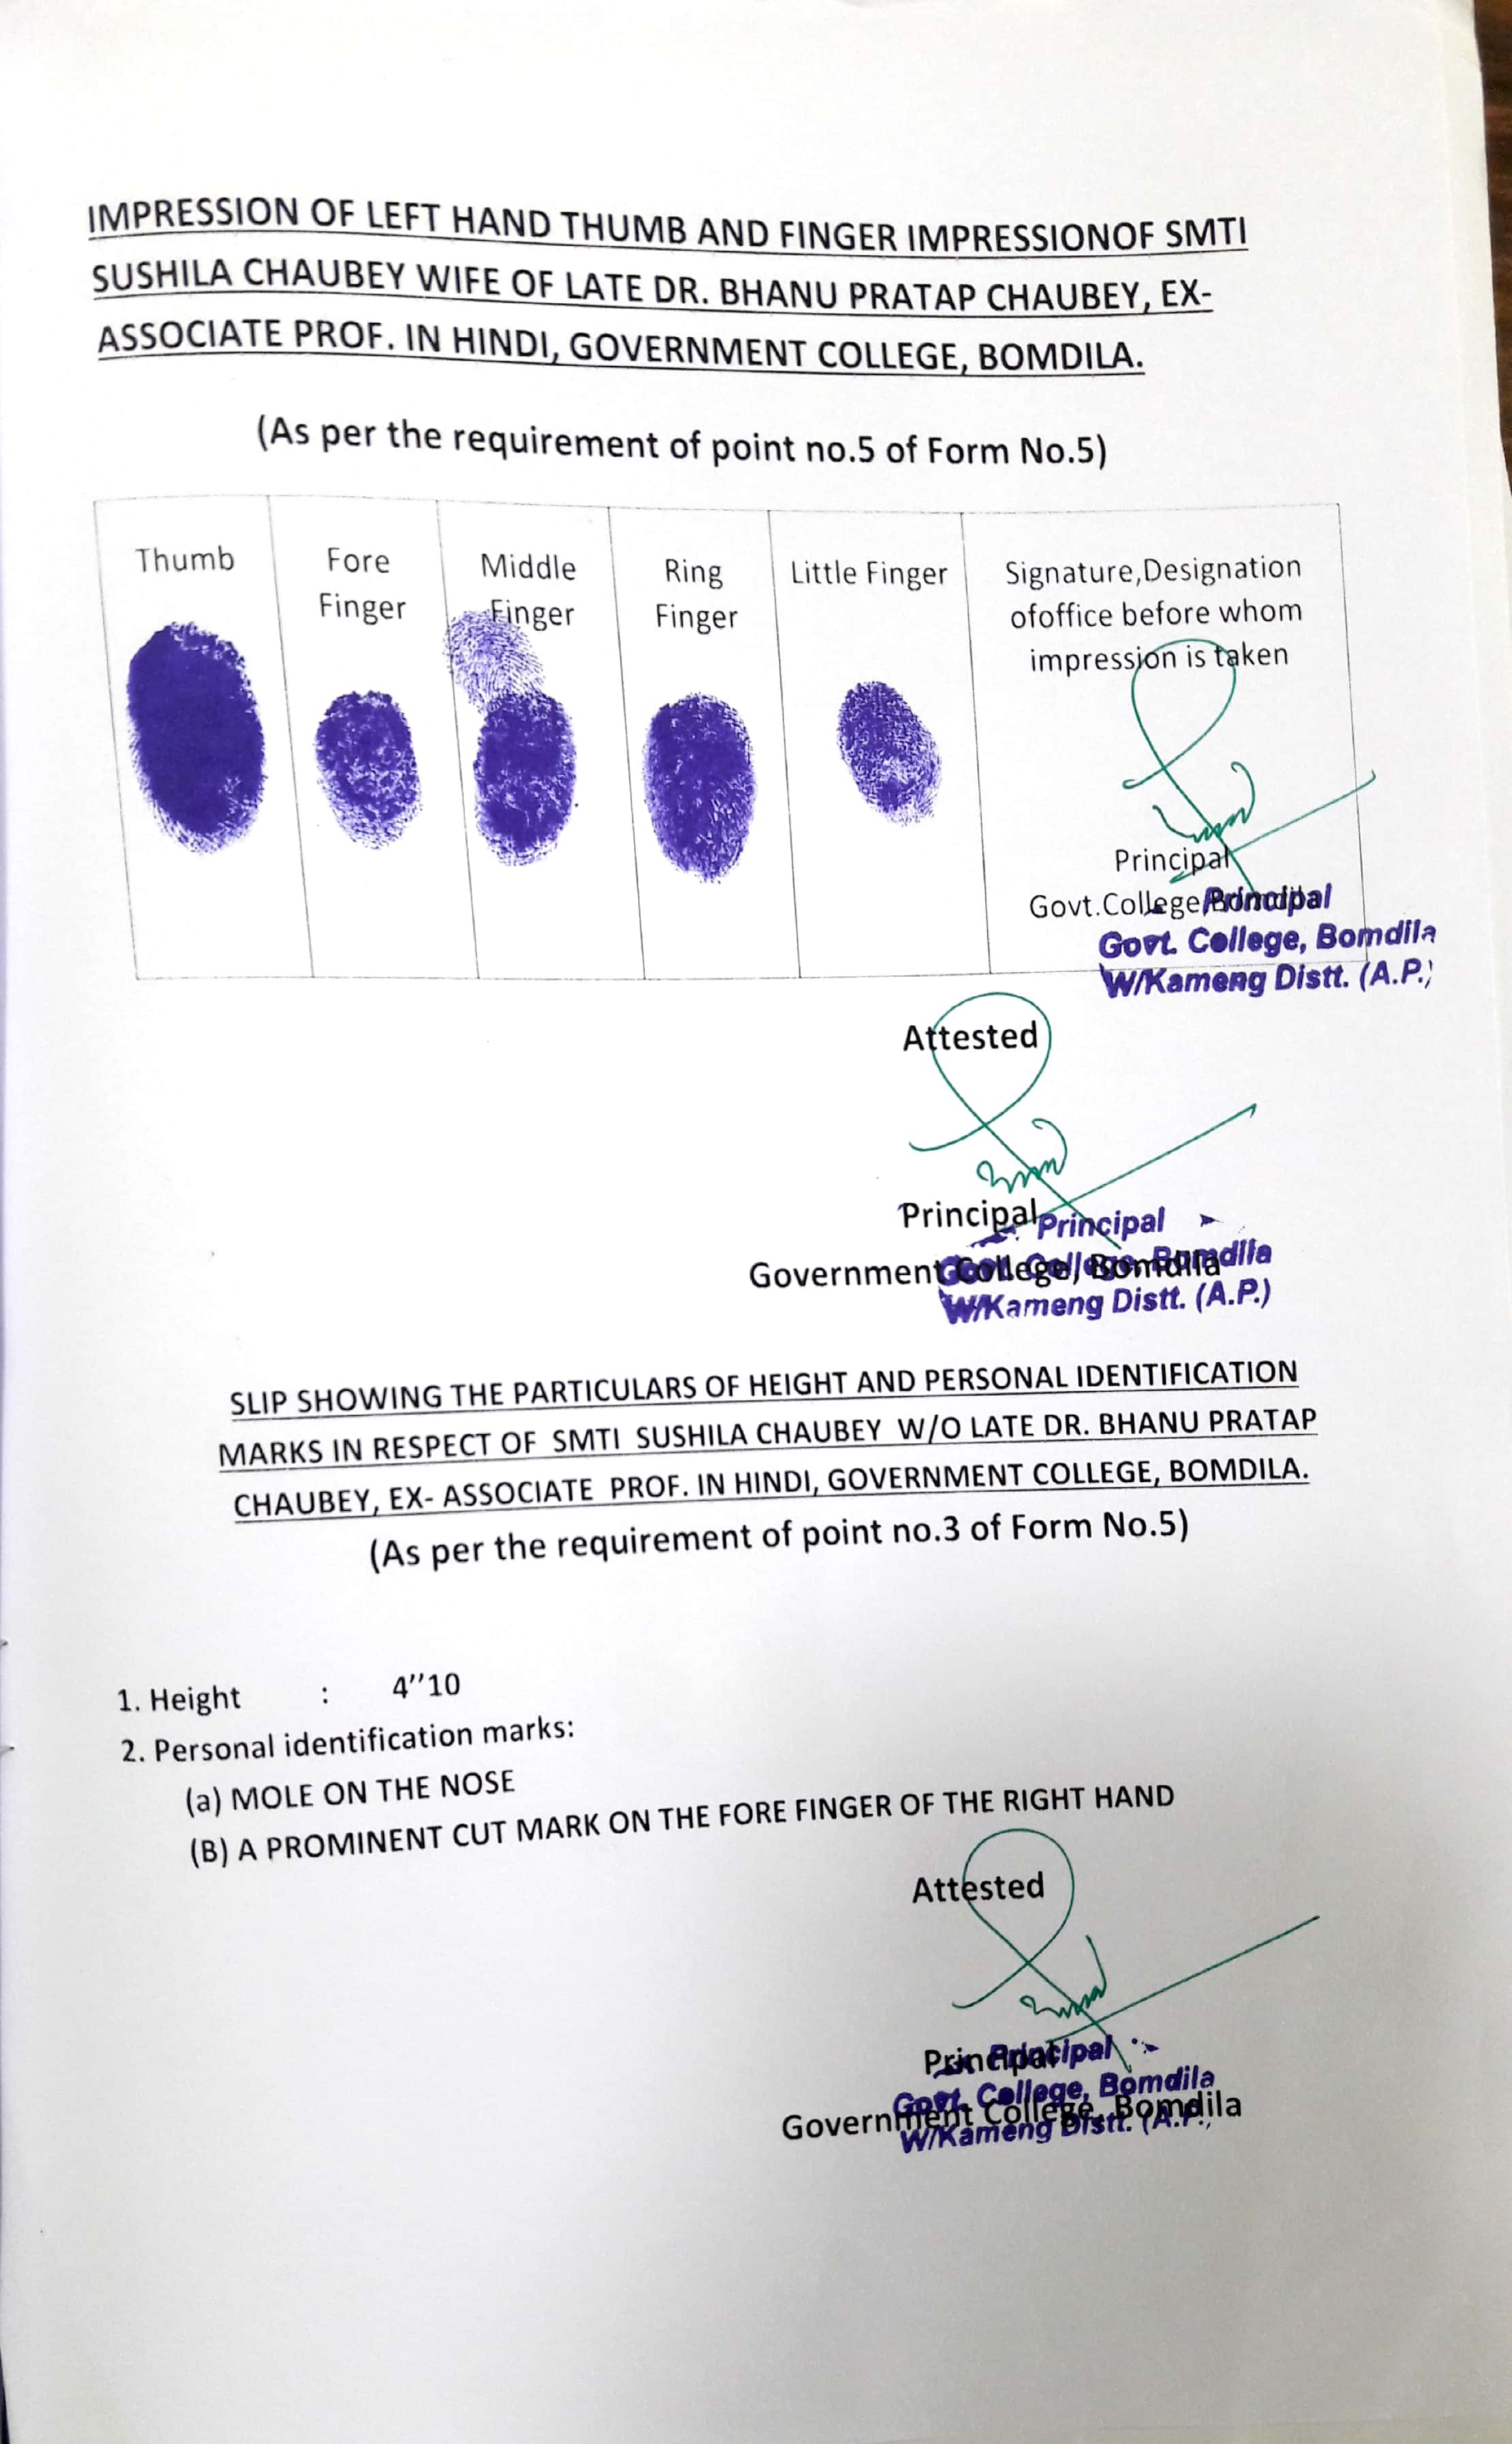 IMPRESSION OF LEFT HAND THUMB AND FINGER IMPRESSIONOF SMTI
SUSHILA CHAUBEY WIFE OF LATE DR. BHANU PRATAP CHAUBEY, EX-
ASSOCIATE PROF. IN HINDI, GOVERNMENT COLLEGE, BOMDILA.
(As per the requirement of point no.5 of Form No.5)
Thumb
Fore
Finger
Middle
Finger
Ring
Finger
Little Finger
Signature,Designation
ofoffice before whom
impression is taken
Principal
Govt.College,Bomdila
Principal
Govt. College, Bomdila
W/Kameng Distt. (A.P.)
Attested
Principal
Principal
Government College, Bomdila
Govt. College, Bomdila
W/Kameng Distt. (A.P.)
SLIP SHOWING THE PARTICULARS OF HEIGHT AND PERSONAL IDENTIFICATION
MARKS IN RESPECT OF SMTI SUSHILA CHAUBEY W/O LATE DR. BHANU PRATAP
CHAUBEY, EX- ASSOCIATE PROF. IN HINDI, GOVERNMENT COLLEGE, BOMDILA.
(As per the requirement of point no.3 of Form No.5)
1. Height : 4’’10
2. Personal identification marks:
(a) MOLE ON THE NOSE
(B) A PROMINENT CUT MARK ON THE FORE FINGER OF THE RIGHT HAND
Attested
Principal
Principal
Govt. College, Bomdila
Government College, Bomdila
W/Kameng Distt. (A.P.)